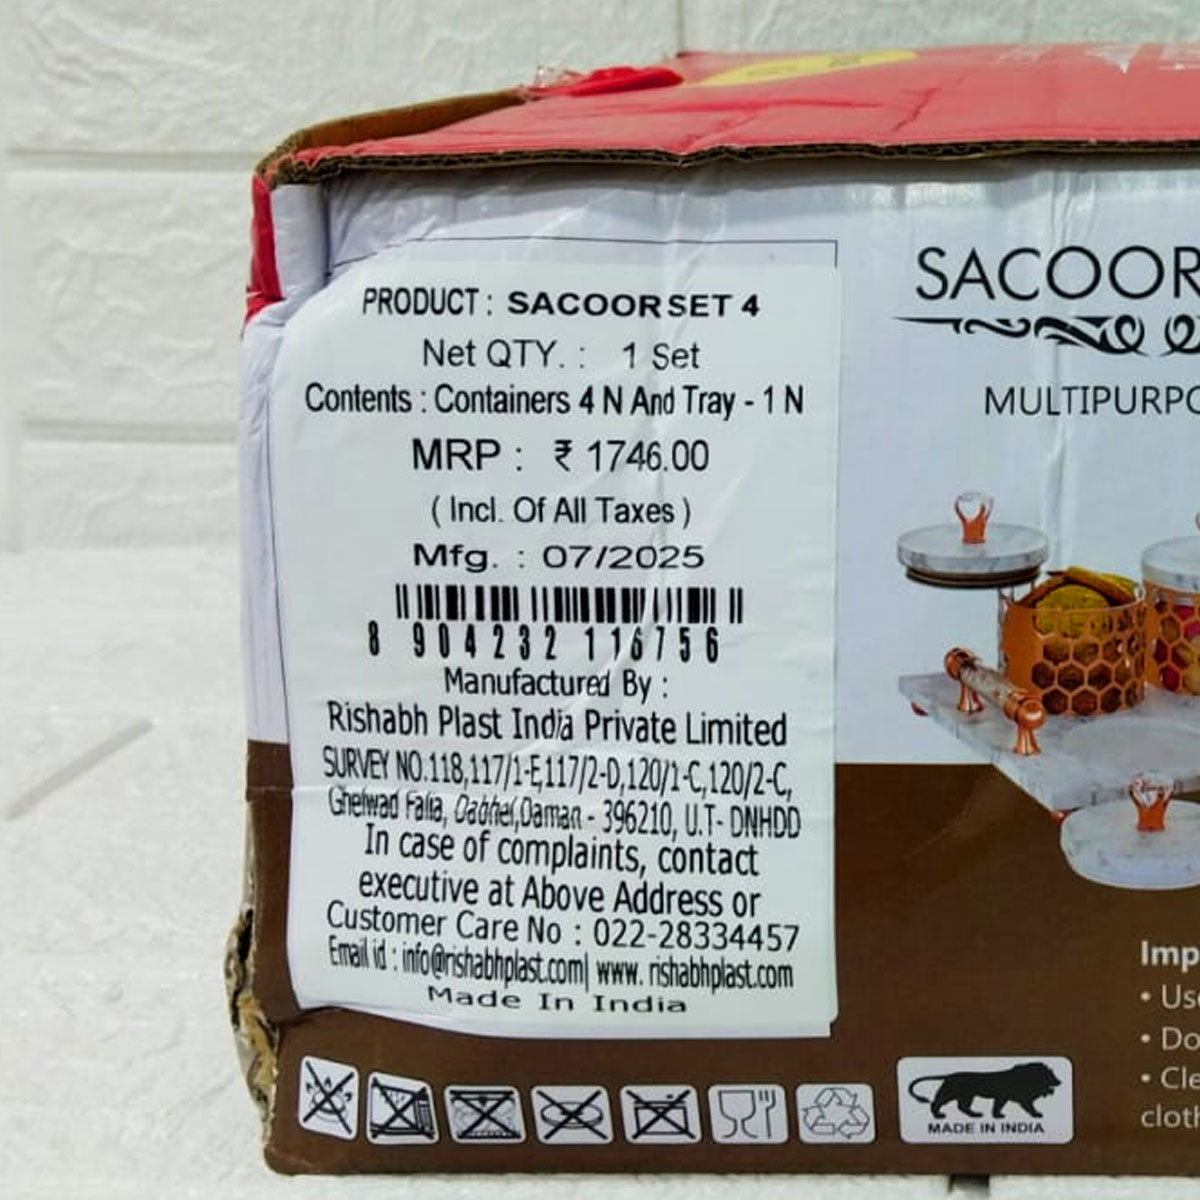 PRODUCT : SACOOR SET 4
Net QTY. : 1 Set
Contents : Containers 4 N And Tray - 1 N
MRP : ₹ 1746.00
( Incl. Of All Taxes )
Mfg. : 07/2025
8 904232 116756
Manufactured By :
Rishabh Plast India Private Limited
SURVEY NO.118,117/1-E,117/2-D,120/1-C,120/2-C,
Ghelwad Falia, Dabhel,Daman - 396210, U.T- DNHDD
In case of complaints, contact
executive at Above Address or
Customer Care No : 022-28334457
Email id : info@rishabhplast.com| www. rishabhplast.com
Made In India
SACOOR
MULTIPURPO
Imp
• Us
• Do
• Cle
cloth
MADE IN INDIA